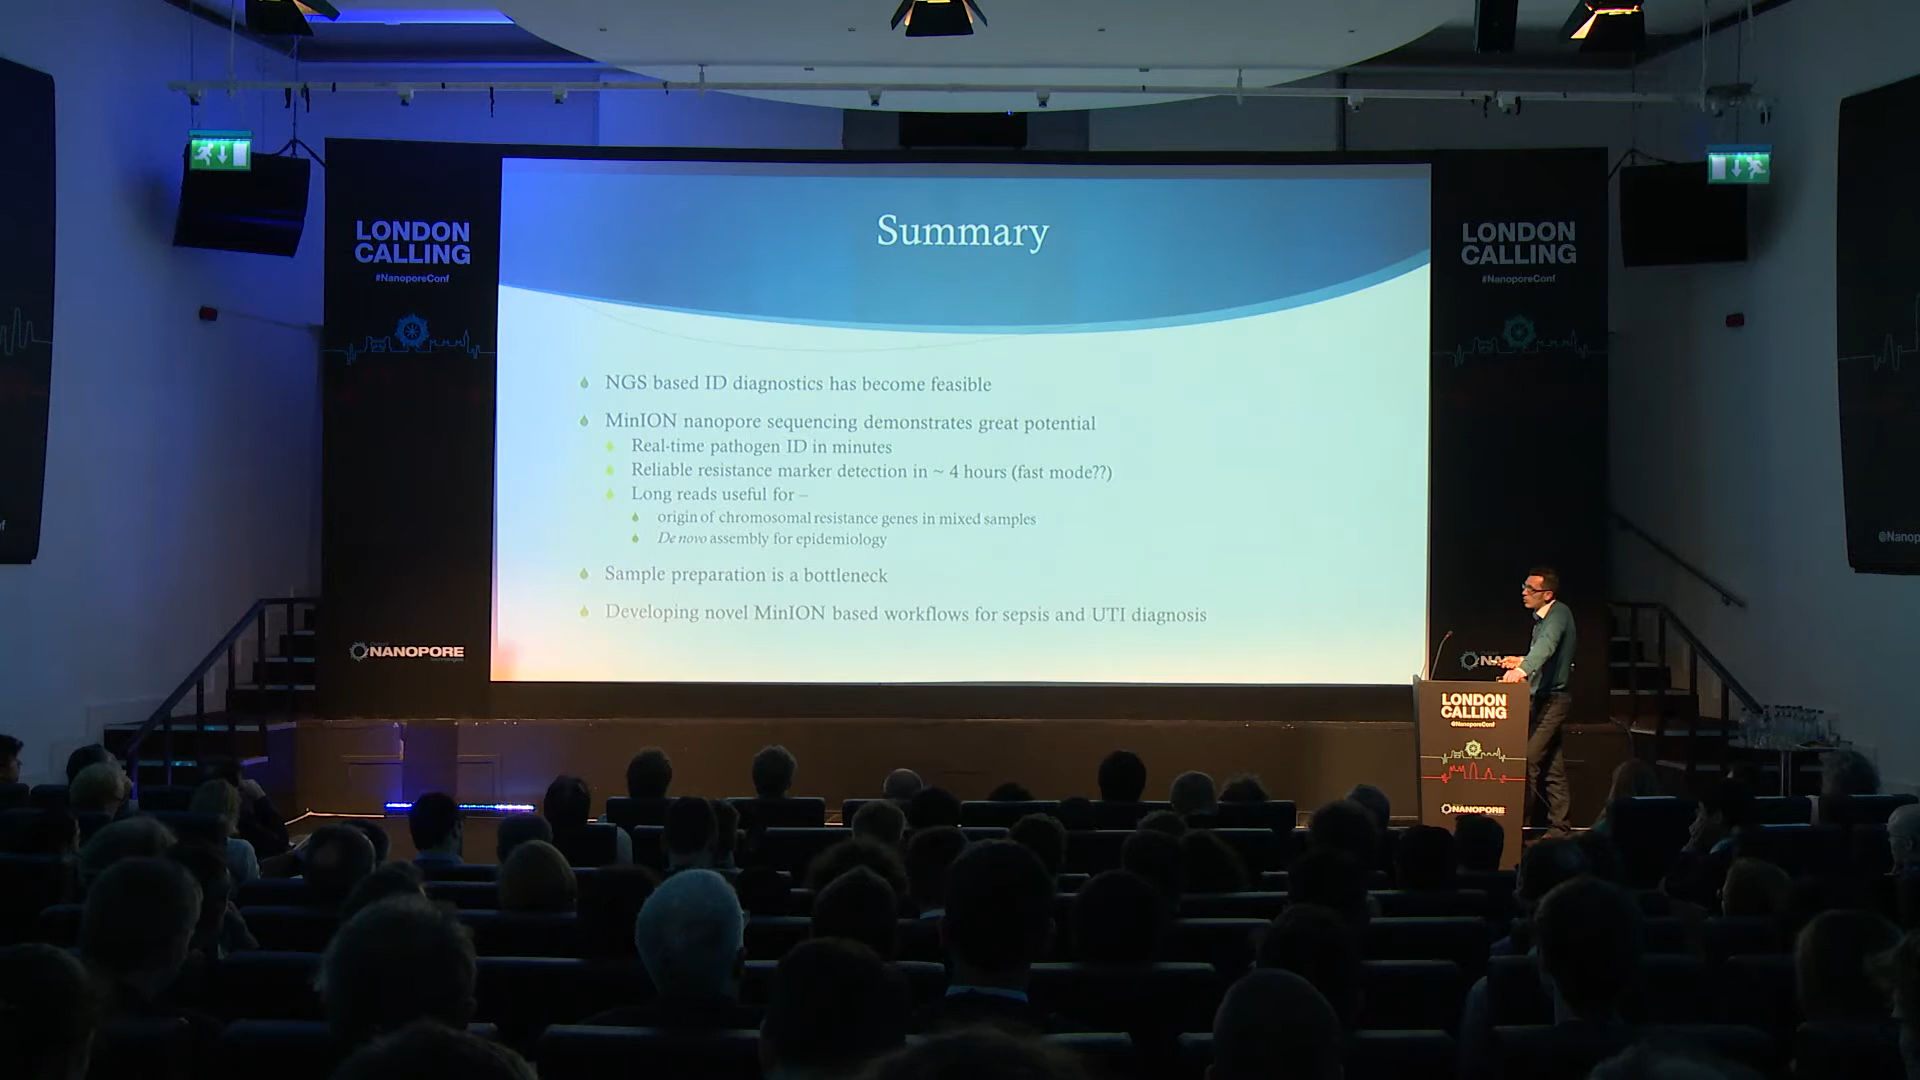 LONDON
CALLING
#NanoporeConf
NANOPORE
Summary
NGS based ID diagnostics has become feasible
MinION nanopore sequencing demonstrates great potential
Real-time pathogen ID in minutes
Reliable resistance marker detection in ~ 4 hours (fast mode??)
Long reads useful for –
origin of chromosomal resistance genes in mixed samples
De novo assembly for epidemiology
Sample preparation is a bottleneck
Developing novel MinION based workflows for sepsis and UTI diagnosis
LONDON
CALLING
#NanoporeConf
LONDON
CALLING
@NanoporeConf
NANOPORE
@Nanop